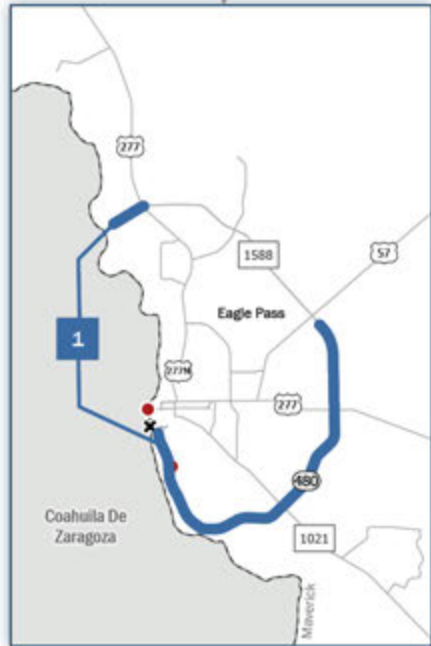 277
1588
57
Eagle Pass
1
277N
277
480
Coahuila De
Zaragoza
1021
Maverick